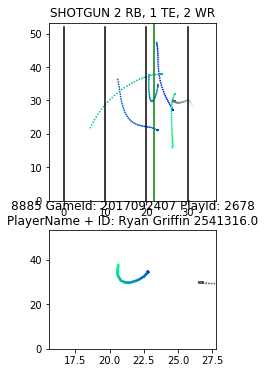 SHOTGUN 2 RB, 1 TE, 2 WR
50
40
30
20
10
0
0 10 20 30
8885 GameId: 2017092407 PlayId: 2678
PlayerName + ID: Ryan Griffin 2541316.0
40
20
0
17.5 20.0 22.5 25.0 27.5